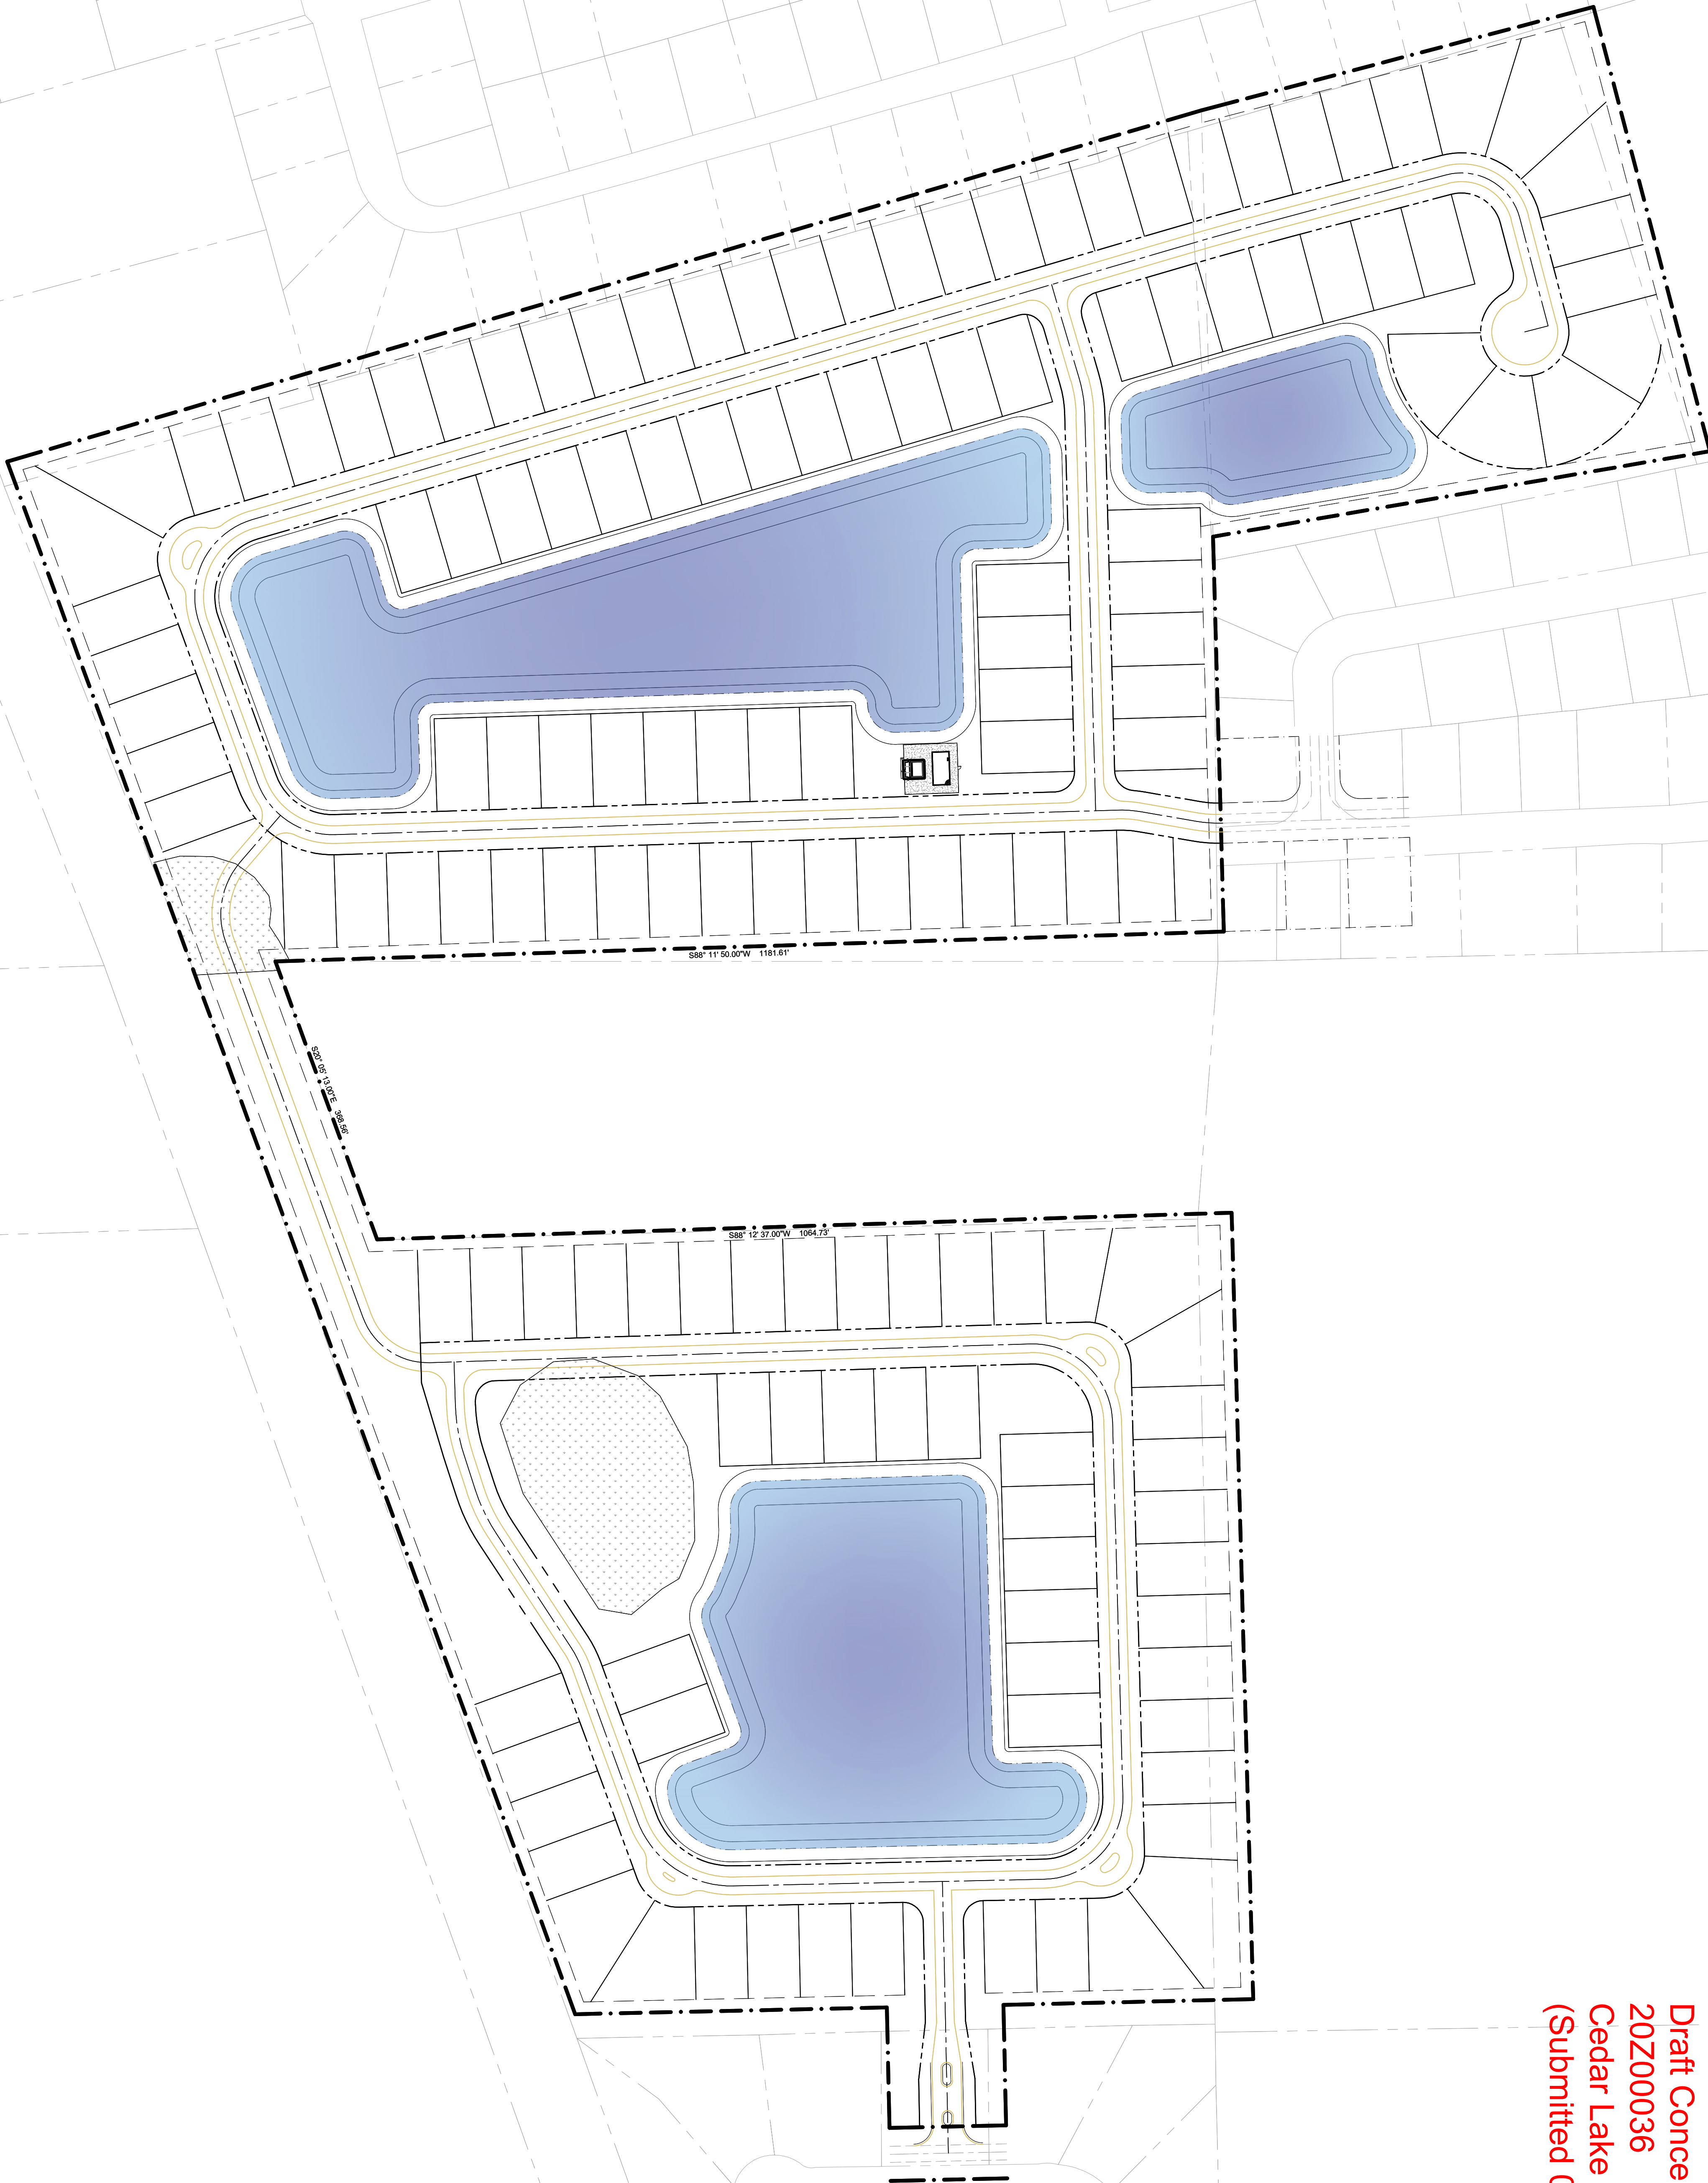 S88° 11' 50.00"W 1181.61'
S20° 05' 13.00"E 368.56'
S88° 12' 37.00"W 1064.73'
Draft Conce
20Z00036
Cedar Lake
(Submitted